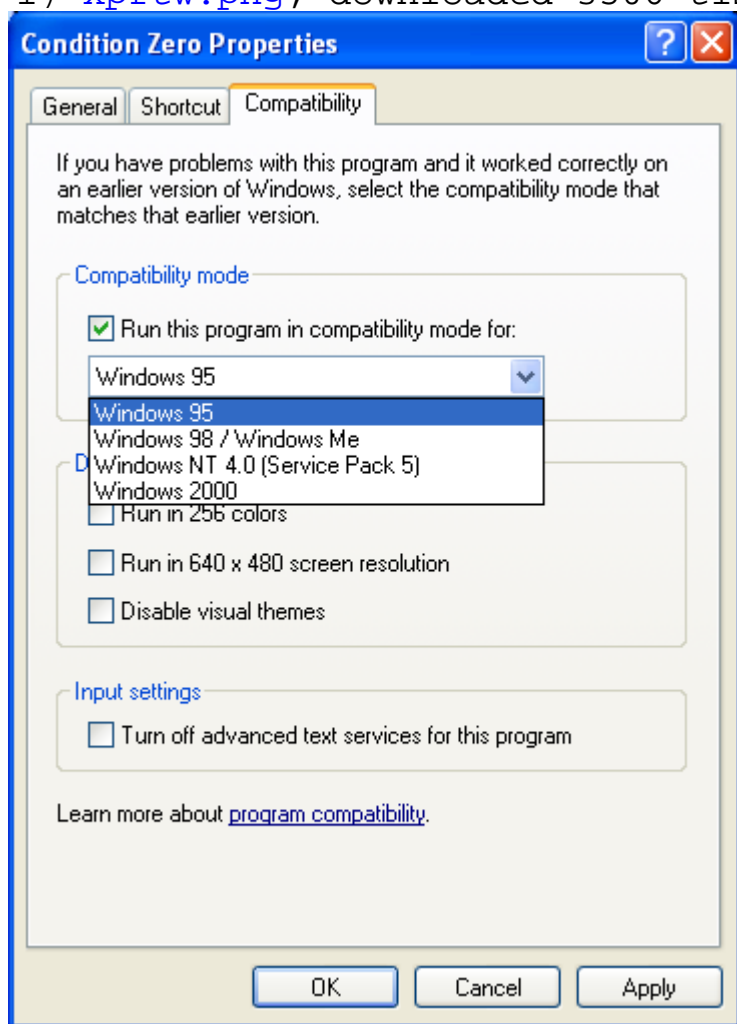 Condition Zero Properties
General Shortcut Compatibility
If you have problems with this program and it worked correctly on
an earlier version of Windows, select the compatibility mode that
matches that earlier version.
Compatibility mode
Run this program in compatibility mode for:
Windows 95
Windows 95
Windows 98 / Windows Me
Windows NT 4.0 (Service Pack 5)
Windows 2000
Run in 256 colors
Run in 640 x 480 screen resolution
Disable visual themes
Input settings
Turn off advanced text services for this program
Learn more about program compatibility.
OK Cancel Apply